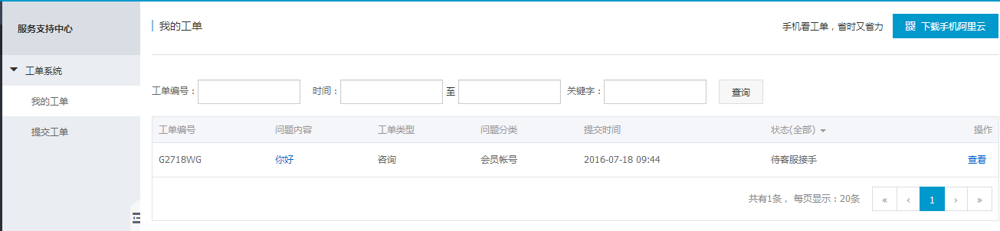 服务支持中心
我的工单
手机看工单，省时又省力
下载手机阿里云
工单系统
我的工单
提交工单
工单编号：
时间：
至
关键字：
查询
工单编号 问题内容 工单类型 问题分类 提交时间 状态(全部) 操作
G2718WG 你好 咨询 会员帐号 2016-07-18 09:44 待客服接手 查看
共有1条， 每页显示：20条 « ‹ 1 › »